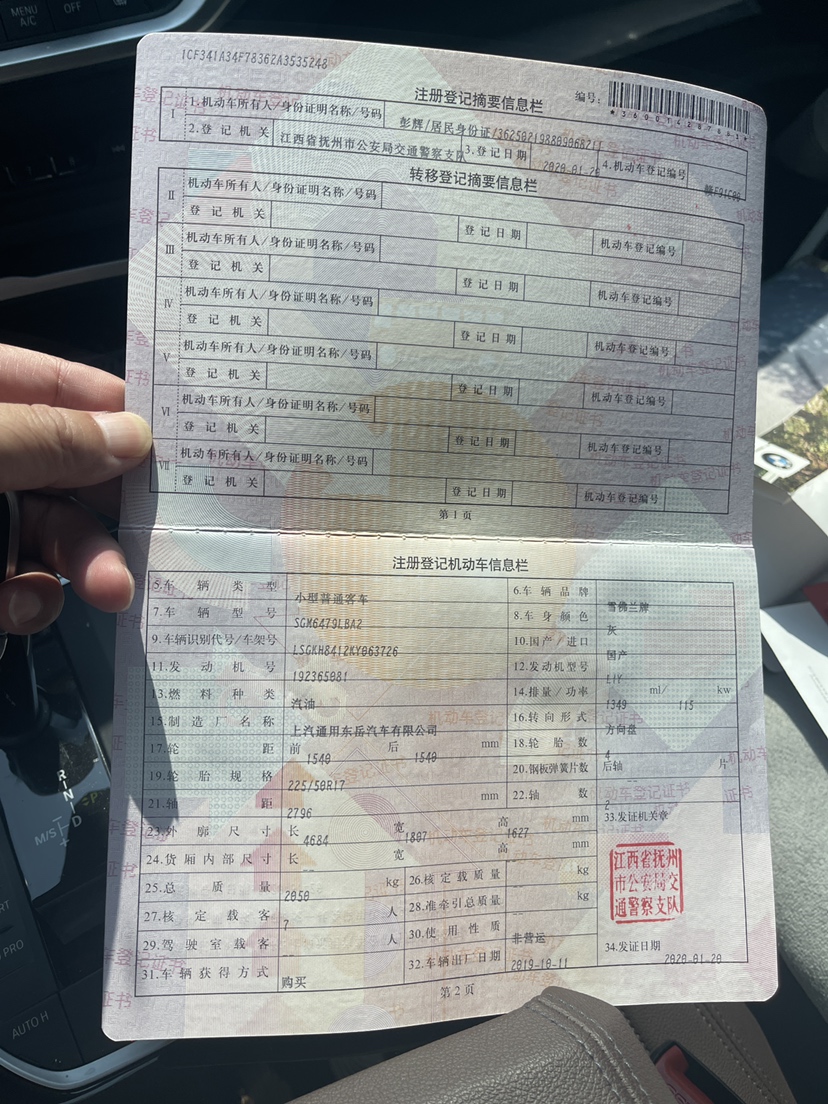 MENU
A/C
OFF
1CF341A34F78362A3535248
注册登记摘要信息栏
编号：
Ⅰ 1.机动车所有人/身份证明名称/号码 彭辉/居民身份证/
2.登记机关 江西省抚州市公安局交通警察支队 3.登记日期 2020-01-20 4.机动车登记编号
转移登记摘要信息栏
Ⅱ 机动车所有人/身份证明名称/号码
登记机关 登记日期 机动车登记编号
Ⅲ 机动车所有人/身份证明名称/号码
登记机关 登记日期 机动车登记编号
Ⅳ 机动车所有人/身份证明名称/号码
登记机关 登记日期 机动车登记编号
Ⅴ 机动车所有人/身份证明名称/号码
登记机关 登记日期 机动车登记编号
Ⅵ 机动车所有人/身份证明名称/号码
登记机关 登记日期 机动车登记编号
Ⅶ 机动车所有人/身份证明名称/号码
登记机关 登记日期 机动车登记编号
第1页
注册登记机动车信息栏
5.车辆类型 小型普通客车 6.车辆品牌 雪佛兰牌
7.车辆型号 SGM6479LBA2 8.车身颜色 灰
9.车辆识别代号/车架号 LSGKH8412KY063726 10.国产/进口 国产
11.发动机号 192365081 12.发动机型号 LIY
13.燃料种类 汽油 14.排量/功率 1349 ml/ 115 kw
15.制造厂名称 上汽通用东岳汽车有限公司 16.转向形式 方向盘
17.轮距 前 1540 后 1540 mm 18.轮胎数 4
19.轮胎规格 225/50R17 20.钢板弹簧片数 后轴 -- 片
21.轴距 2796 mm 22.轴数 2
23.外廓尺寸 长 4684 宽 1807 高 1627 mm 33.发证机关章
24.货厢内部尺寸 长 -- 宽 -- 高 -- mm
25.总质量 2050 kg 26.核定载质量 -- kg
27.核定载客 7 人 28.准牵引总质量 -- kg
29.驾驶室载客 -- 人 30.使用性质 非营运
31.车辆获得方式 购买 32.车辆出厂日期 2019-10-11
江西省抚州
市公安局交
通警察支队
34.发证日期 2020-01-20
第2页
R
N
D
M/S
PRO
AUTO H
BMW